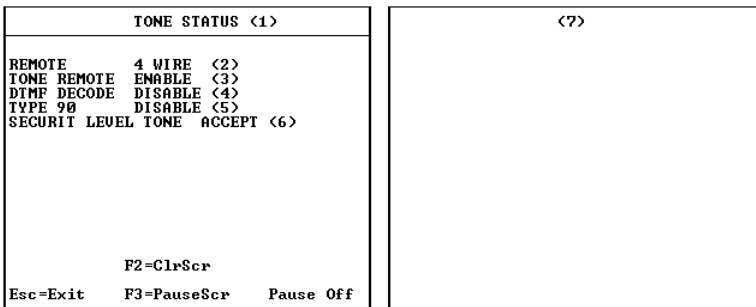 TONE STATUS (1)
(7)
REMOTE 4 WIRE (2)
TONE REMOTE ENABLE (3)
DTMF DECODE DISABLE (4)
TYPE 90 DISABLE (5)
SECURIT LEVEL TONE ACCEPT (6)
F2=ClrScr
Esc=Exit F3=PauseScr Pause Off